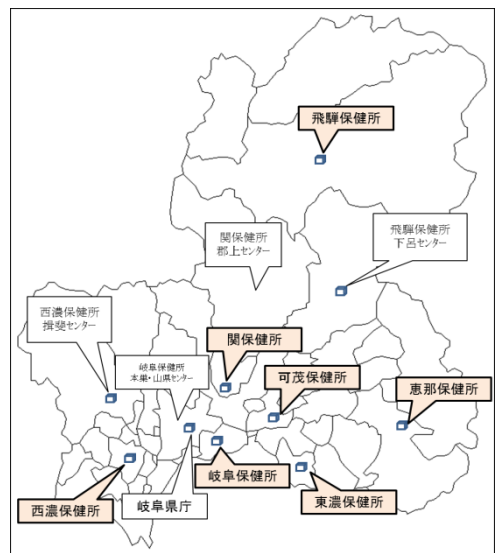 飛騨保健所
関保健所
郡上センター
飛騨保健所
下呂センター
西濃保健所
揖斐センター
関保健所
岐阜保健所
本巣・山県センター
可茂保健所
恵那保健所
岐阜保健所
東濃保健所
西濃保健所
岐阜県庁